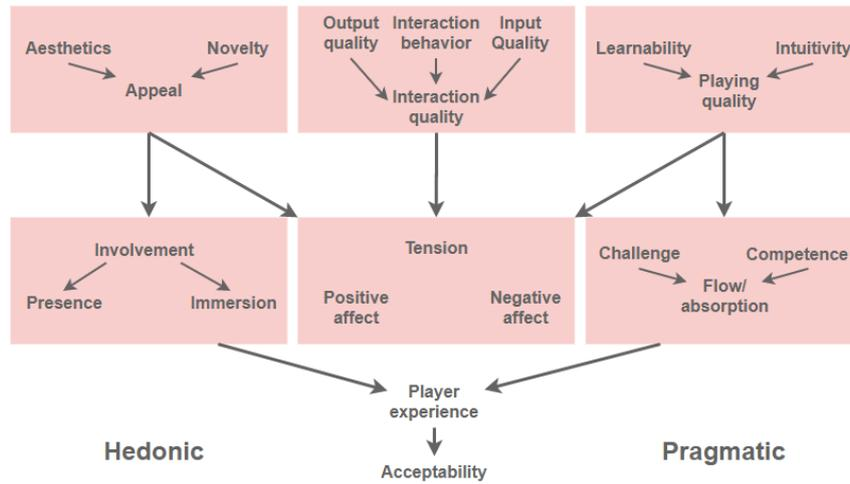 Aesthetics
Novelty
Appeal
Output
quality
Interaction
behavior
Input
Quality
Interaction
quality
Learnability
Intuitivity
Playing
quality
Involvement
Presence
Immersion
Tension
Positive
affect
Negative
affect
Challenge
Competence
Flow/
absorption
Player
experience
Hedonic
Pragmatic
Acceptability